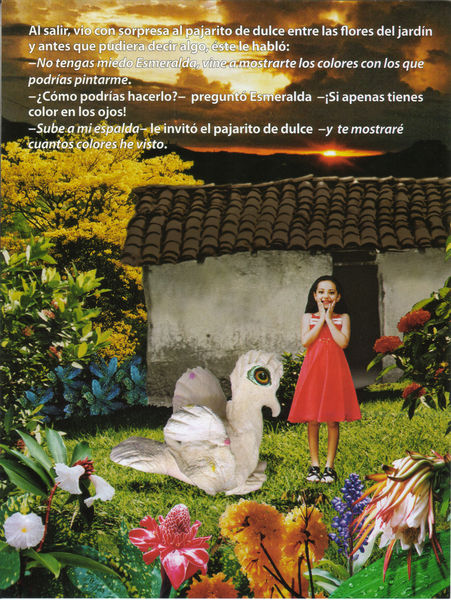 Al salir, vio con sorpresa al pajarito de dulce entre las flores del jardín
y antes que pudiera decir algo, éste le habló:
–No tengas miedo Esmeralda, vine a mostrarte los colores con los que
podrías pintarme.
–¿Cómo podrías hacerlo?– preguntó Esmeralda –¡Si apenas tienes
color en los ojos!
–Sube a mi espalda– le invitó el pajarito de dulce –y te mostraré
cuántos colores he visto.